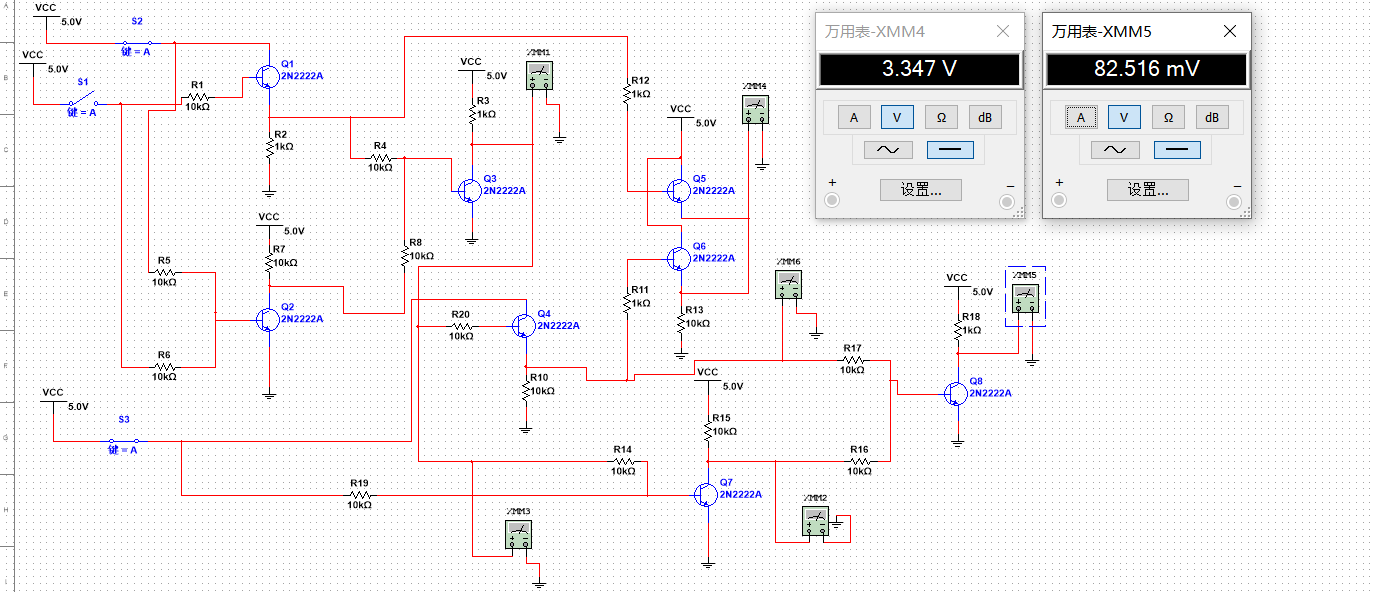 VCC
5.0V
S2
键 = A
VCC
5.0V
S1
键 = A
R1
10kΩ
Q1
2N2222A
R2
1kΩ
R4
10kΩ
VCC
5.0V
R3
1kΩ
XMM1
Q3
2N2222A
R12
1kΩ
VCC
5.0V
XMM4
Q5
2N2222A
Q6
2N2222A
R11
1kΩ
R13
10kΩ
VCC
5.0V
R7
10kΩ
R8
10kΩ
R5
10kΩ
Q2
2N2222A
R6
10kΩ
R20
10kΩ
Q4
2N2222A
R10
10kΩ
XMM6
R17
10kΩ
VCC
5.0V
R18
1kΩ
XMM5
Q8
2N2222A
VCC
5.0V
R15
10kΩ
R16
10kΩ
VCC
5.0V
S3
键 = A
R14
10kΩ
R19
10kΩ
Q7
2N2222A
XMM2
XMM3
万用表-XMM4
3.347 V
A V Ω dB
+ 设置... −
万用表-XMM5
82.516 mV
A V Ω dB
+ 设置... −
A
B
C
D
E
F
G
H